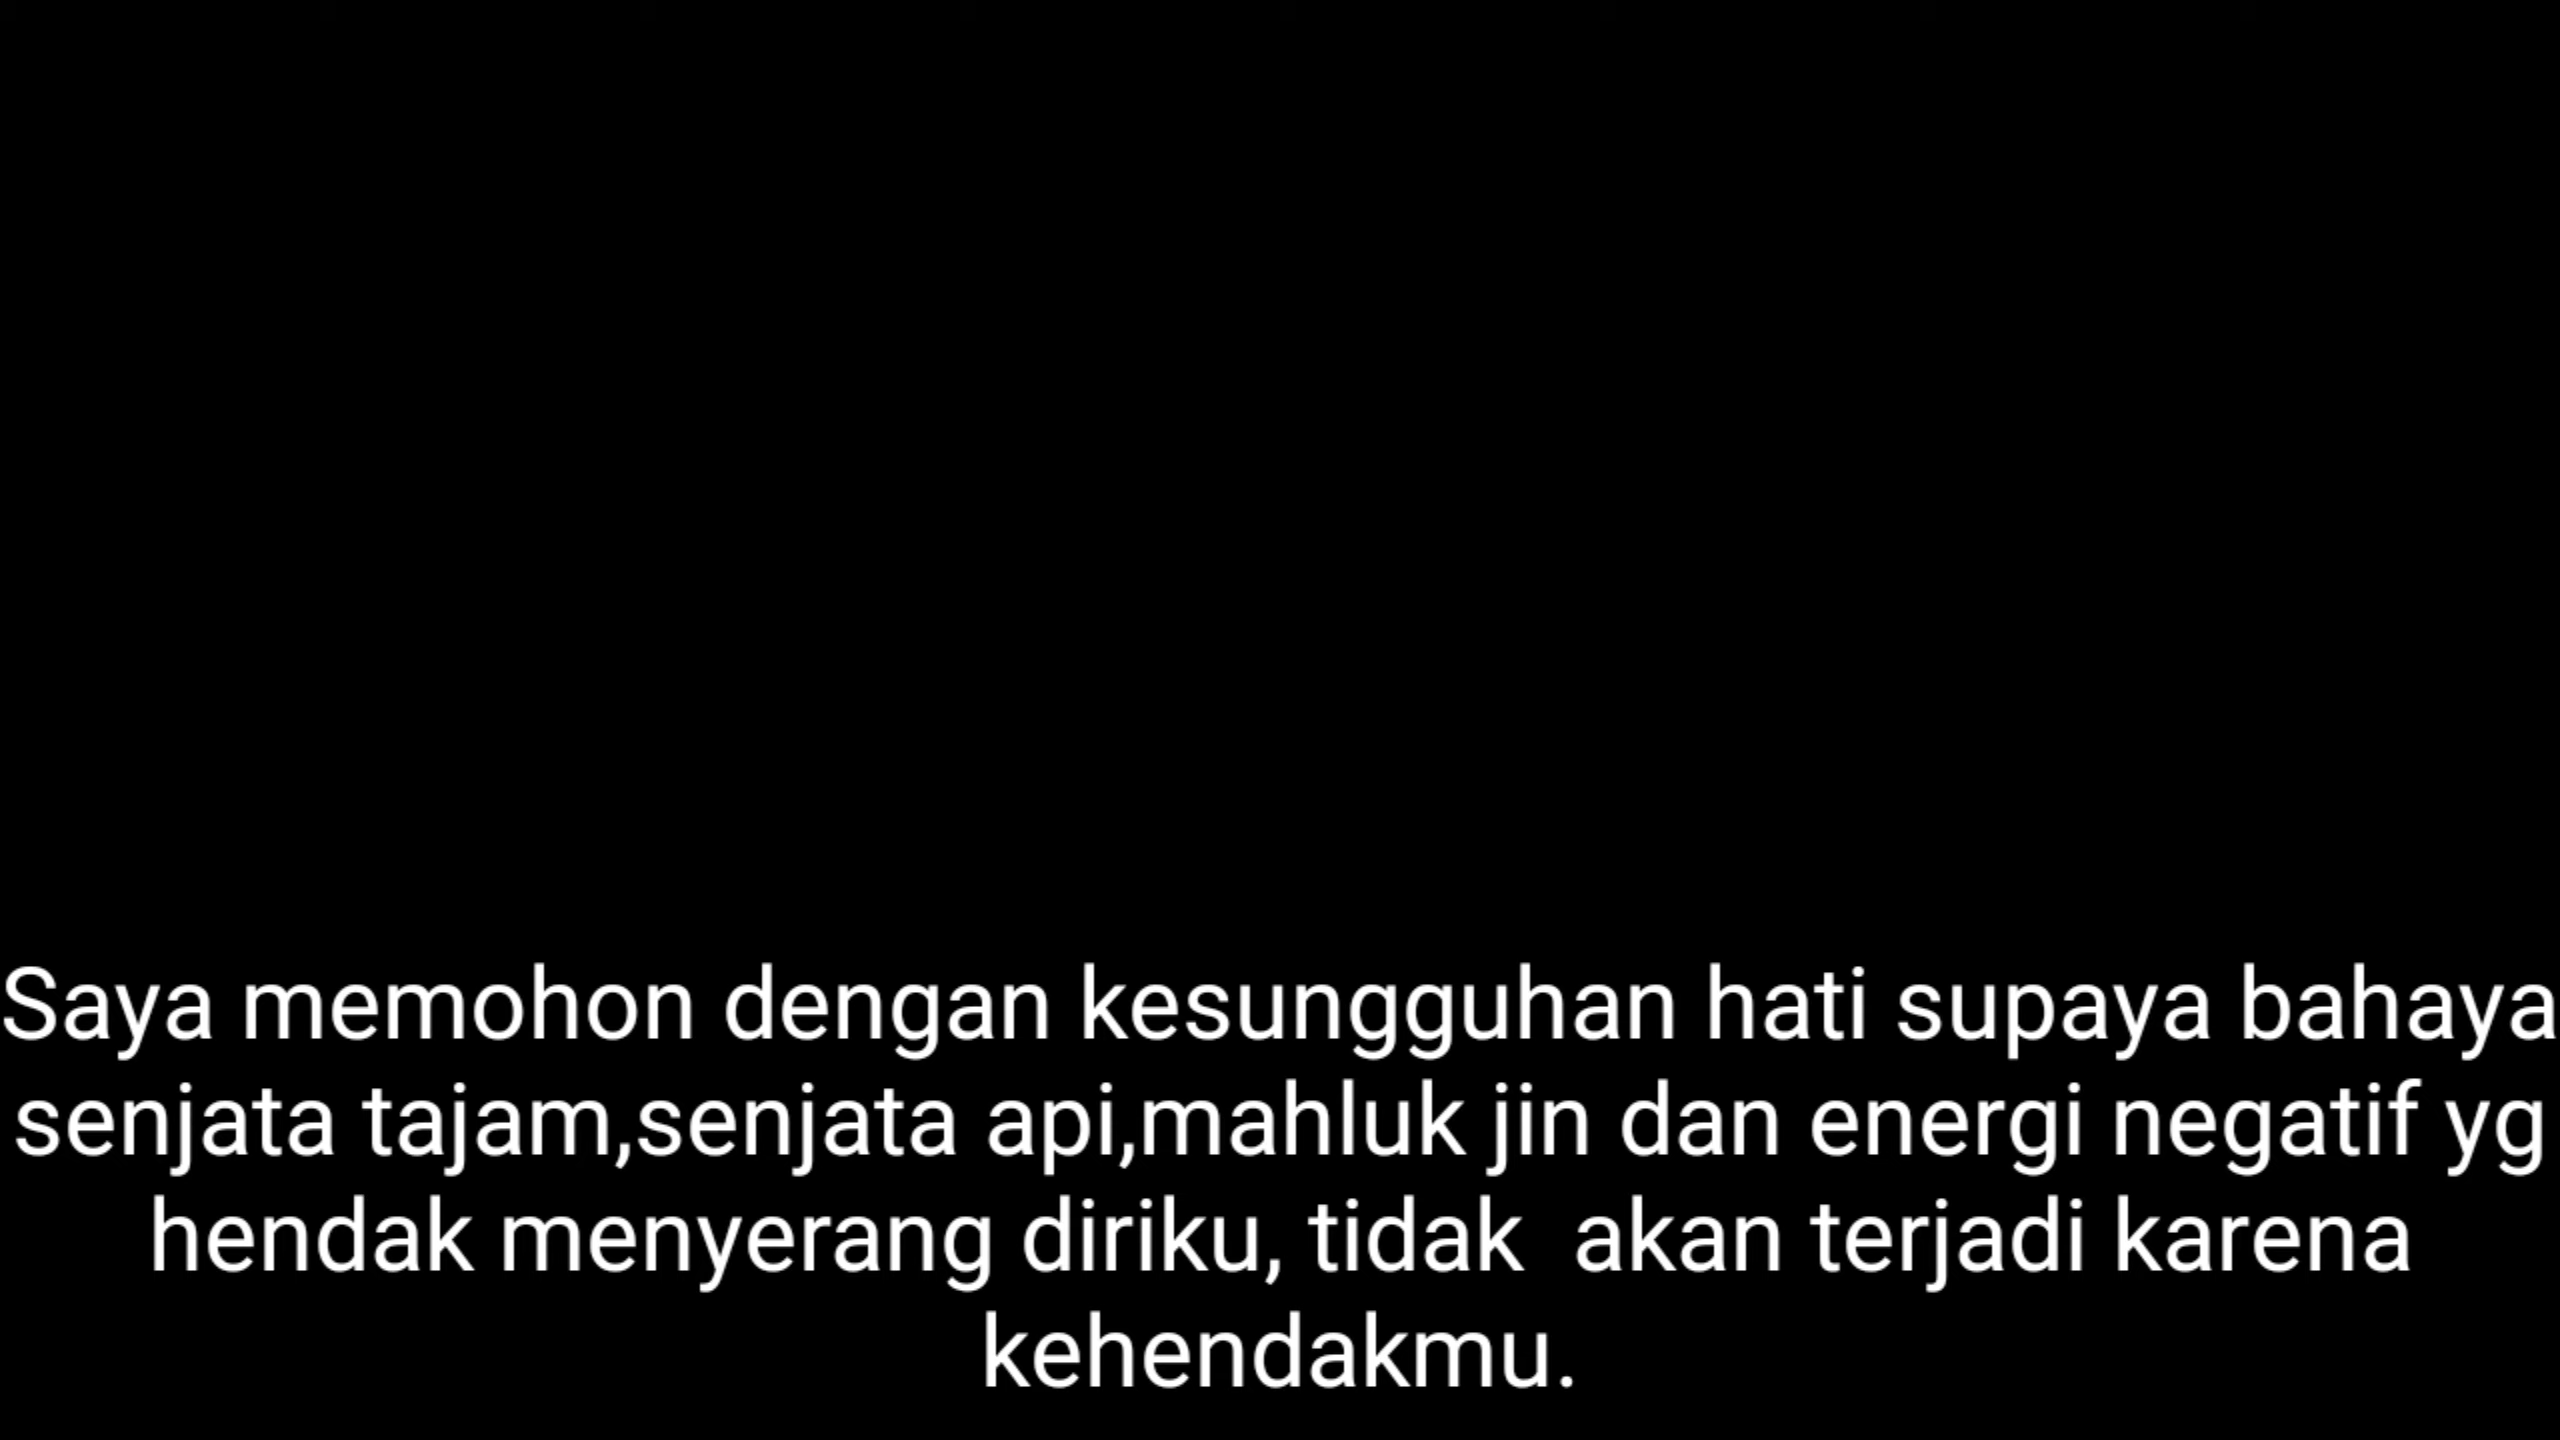 Saya memohon dengan kesungguhan hati supaya bahaya
senjata tajam,senjata api,mahluk jin dan energi negatif yg
hendak menyerang diriku, tidak  akan terjadi karena
kehendakmu.